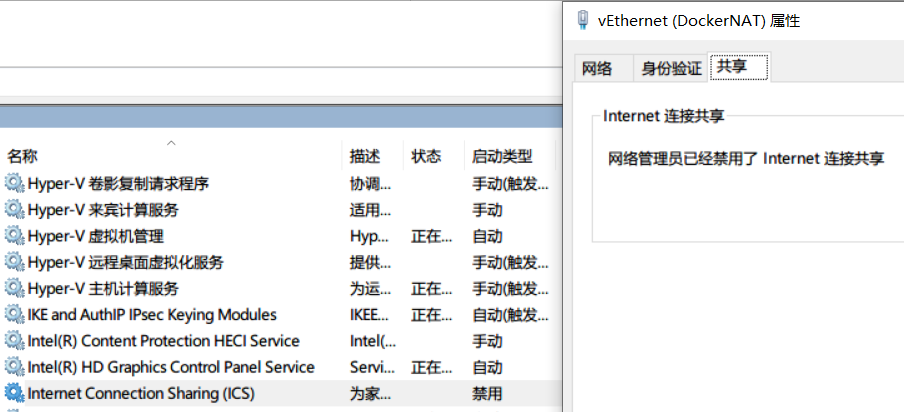 vEthernet (DockerNAT) 属性
网络 身份验证 共享
Internet 连接共享
网络管理员已经禁用了 Internet 连接共享
名称 描述 状态 启动类型
Hyper-V 卷影复制请求程序 协调... 手动(触发...
Hyper-V 来宾计算服务 适用... 手动
Hyper-V 虚拟机管理 Hyp... 正在... 自动
Hyper-V 远程桌面虚拟化服务 提供... 手动(触发...
Hyper-V 主机计算服务 为运... 正在... 手动(触发...
IKE and AuthIP IPsec Keying Modules IKEE... 正在... 自动(触发...
Intel(R) Content Protection HECI Service Intel(... 手动
Intel(R) HD Graphics Control Panel Service Servi... 正在... 自动
Internet Connection Sharing (ICS) 为家... 禁用